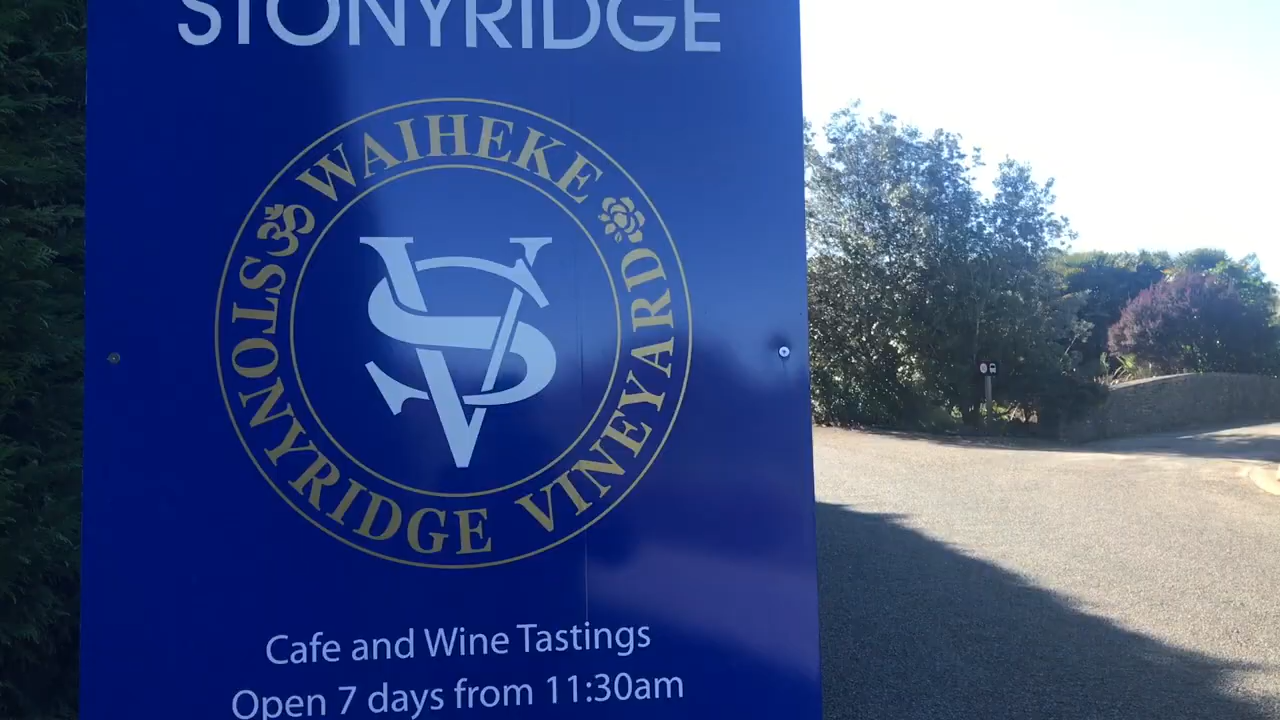 STONYRIDGE
WAIHEKE
STONYRIDGE VINEYARD
ॐ
SV
Cafe and Wine Tastings
Open 7 days from 11:30am